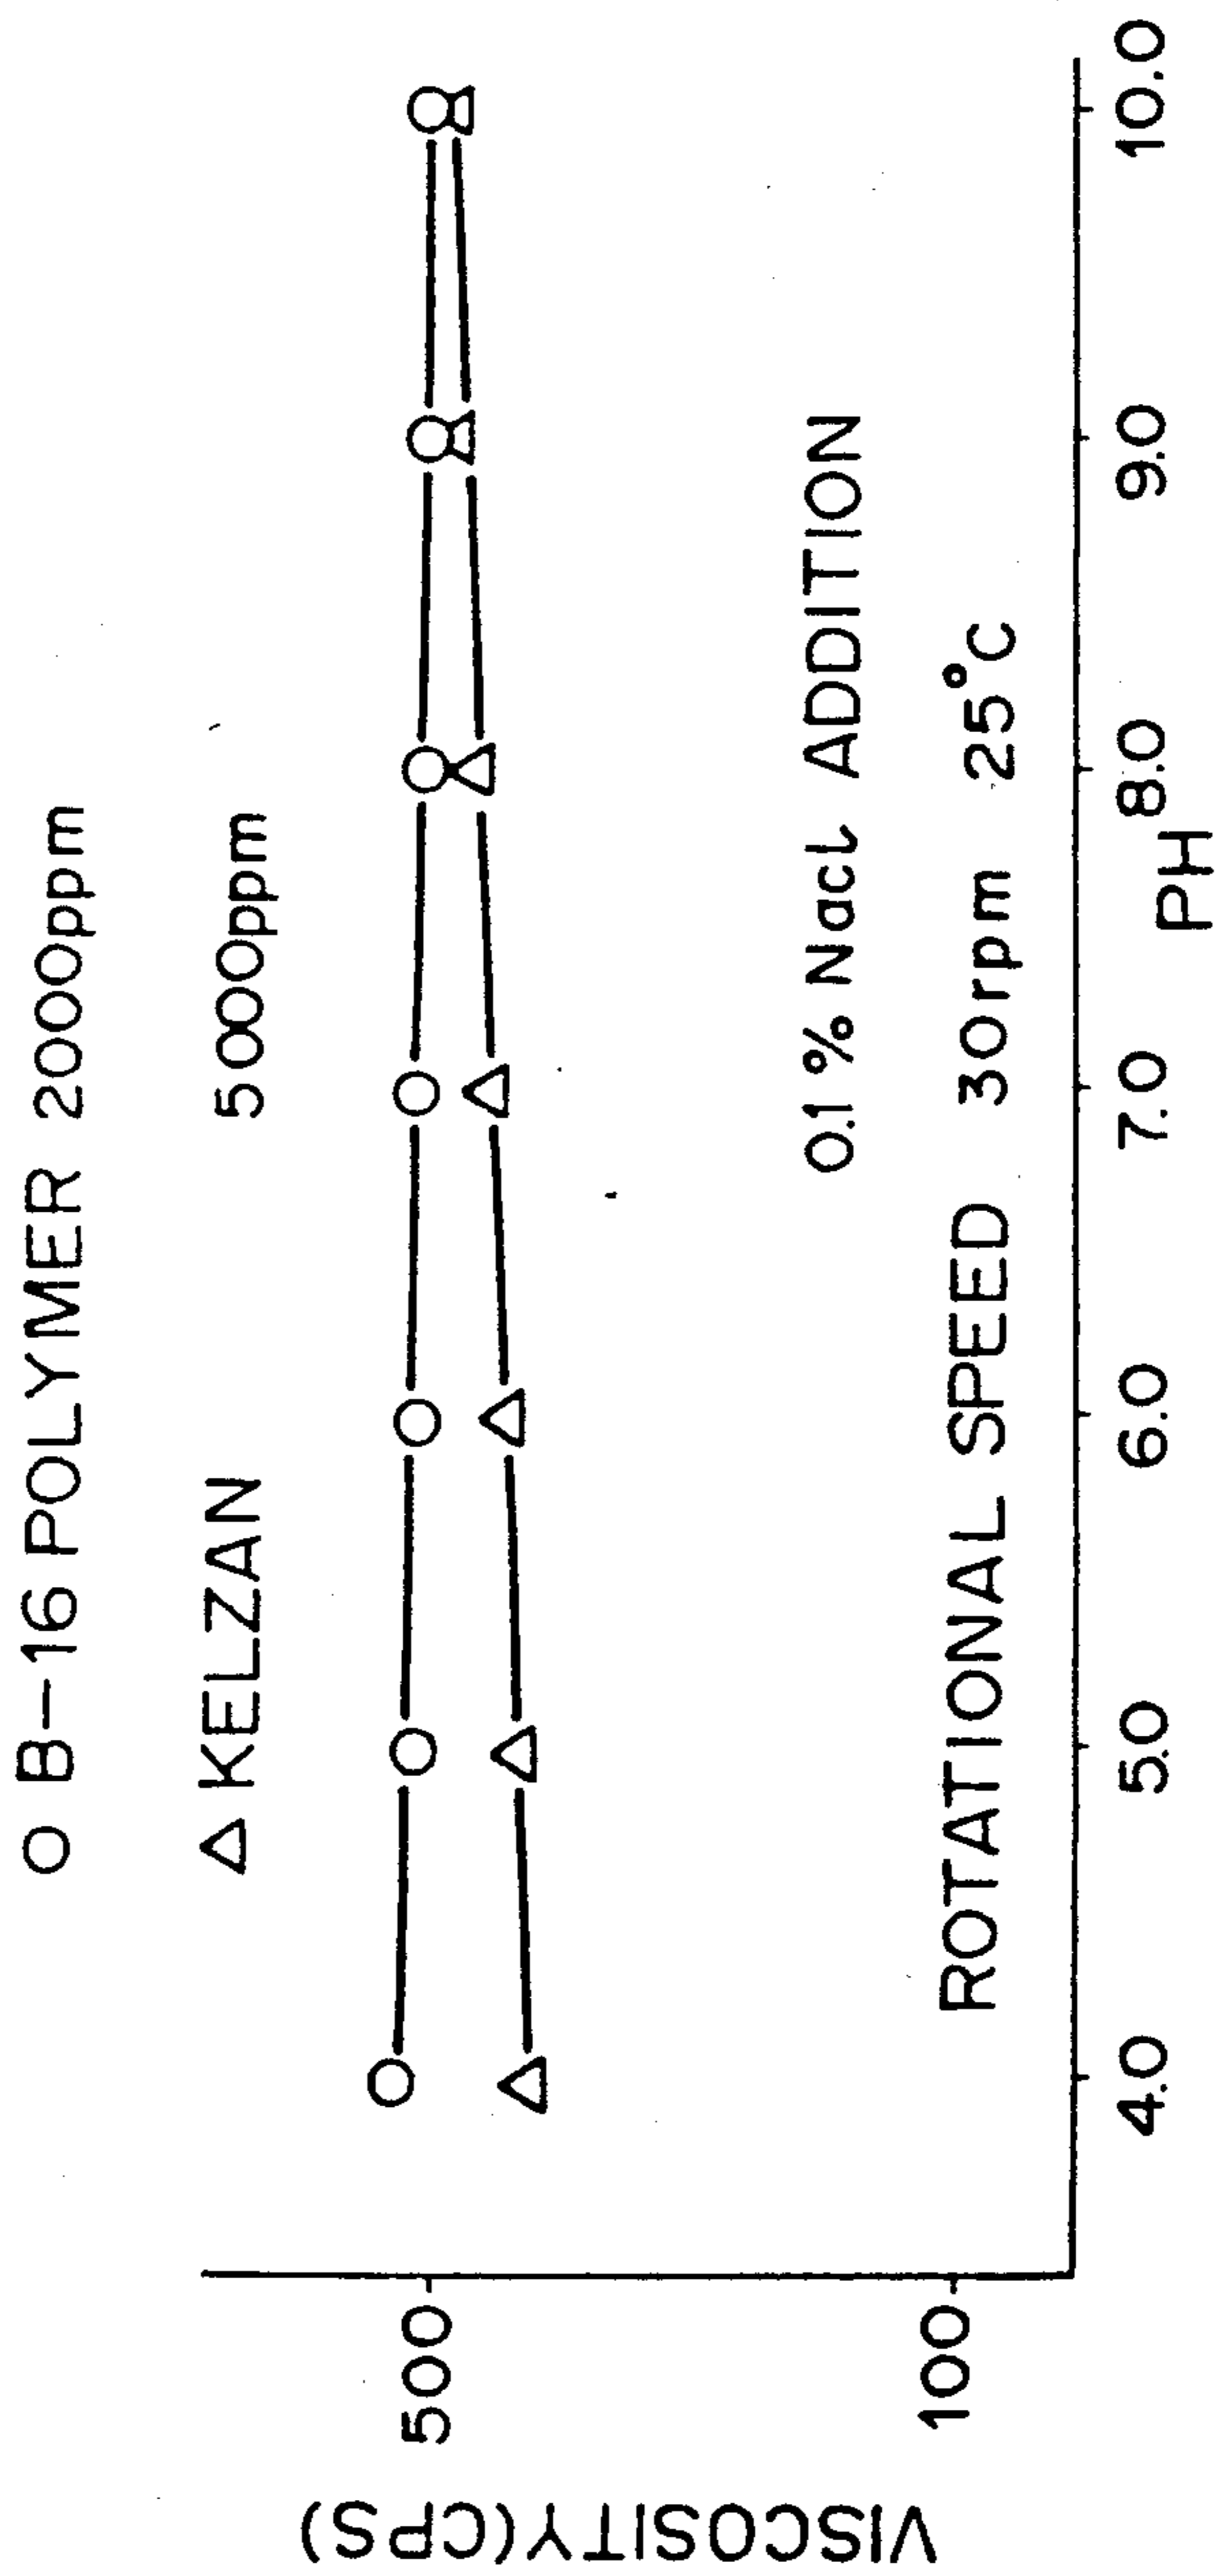 O B-16 POLYMER 2000ppm
△ KELZAN 5000ppm
VISCOSITY(CPS)
500
100
0.1 % Nacl ADDITION
ROTATIONAL SPEED 30rpm 25°C
4.0 5.0 6.0 7.0 8.0 9.0 10.0
PH